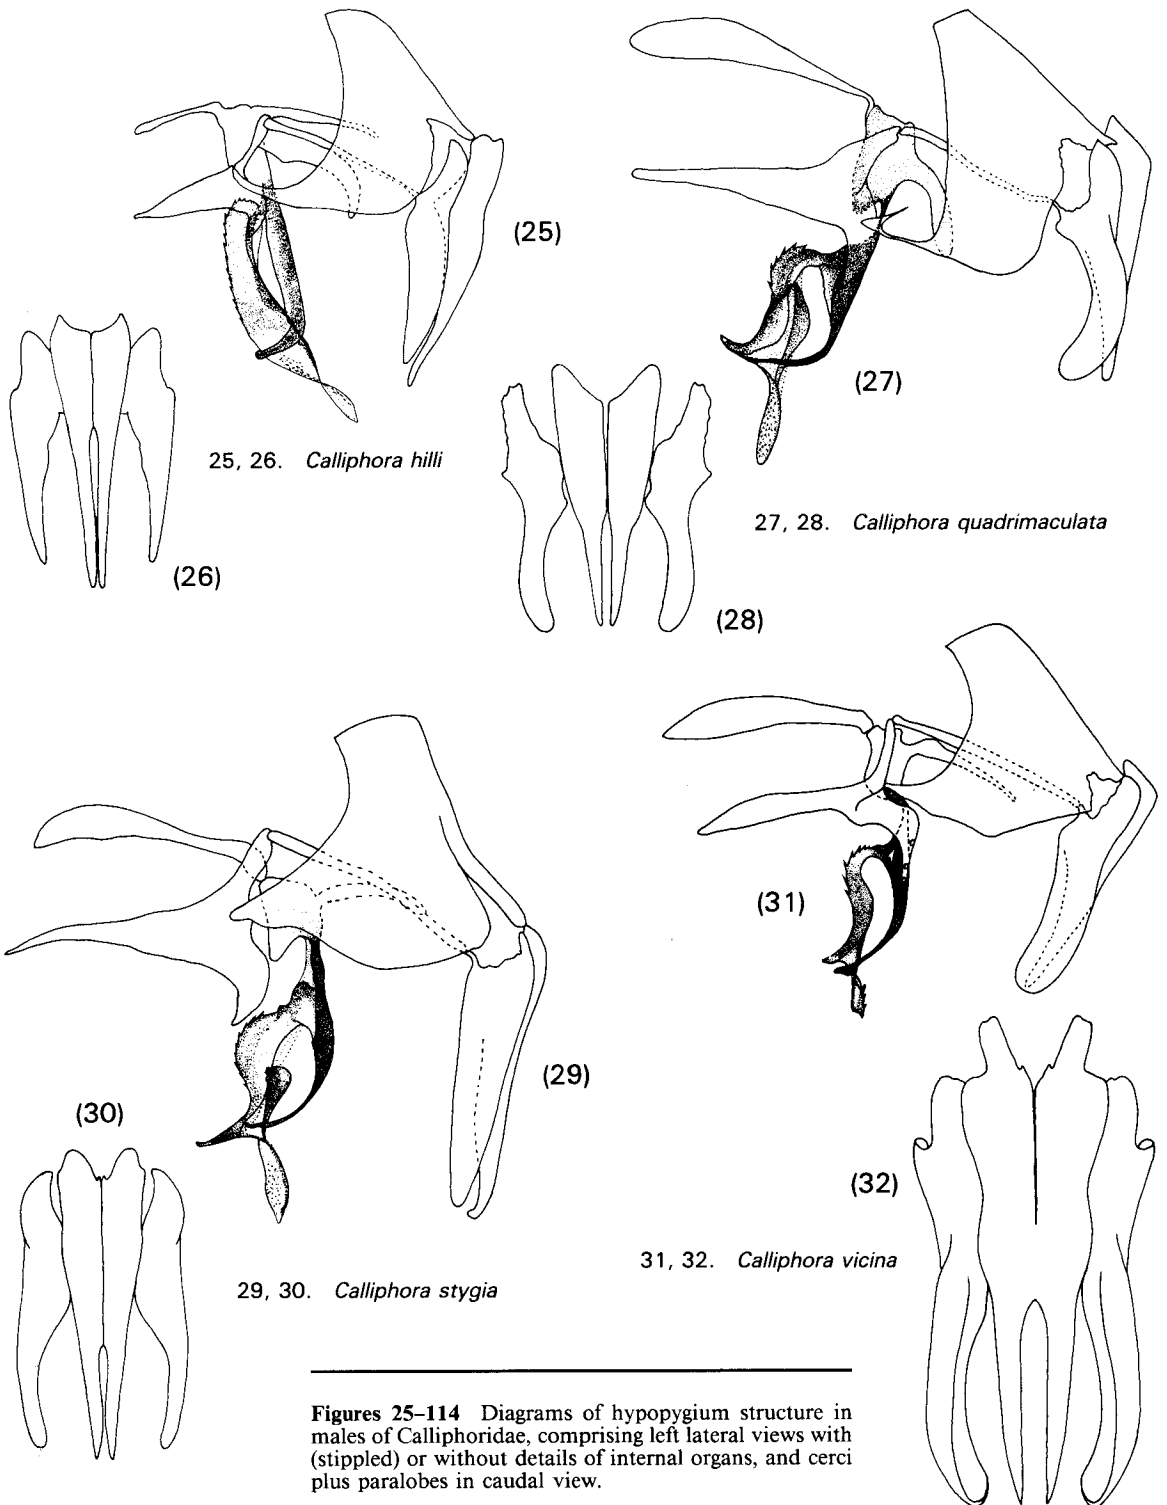 (25)
(27)
25, 26. Calliphora hilli
(26)
27, 28. Calliphora quadrimaculata
(28)
(31)
(29)
(30)
(32)
31, 32. Calliphora vicina
29, 30. Calliphora stygia
Figures 25–114 Diagrams of hypopygium structure in
males of Calliphoridae, comprising left lateral views with
(stippled) or without details of internal organs, and cerci
plus paralobes in caudal view.